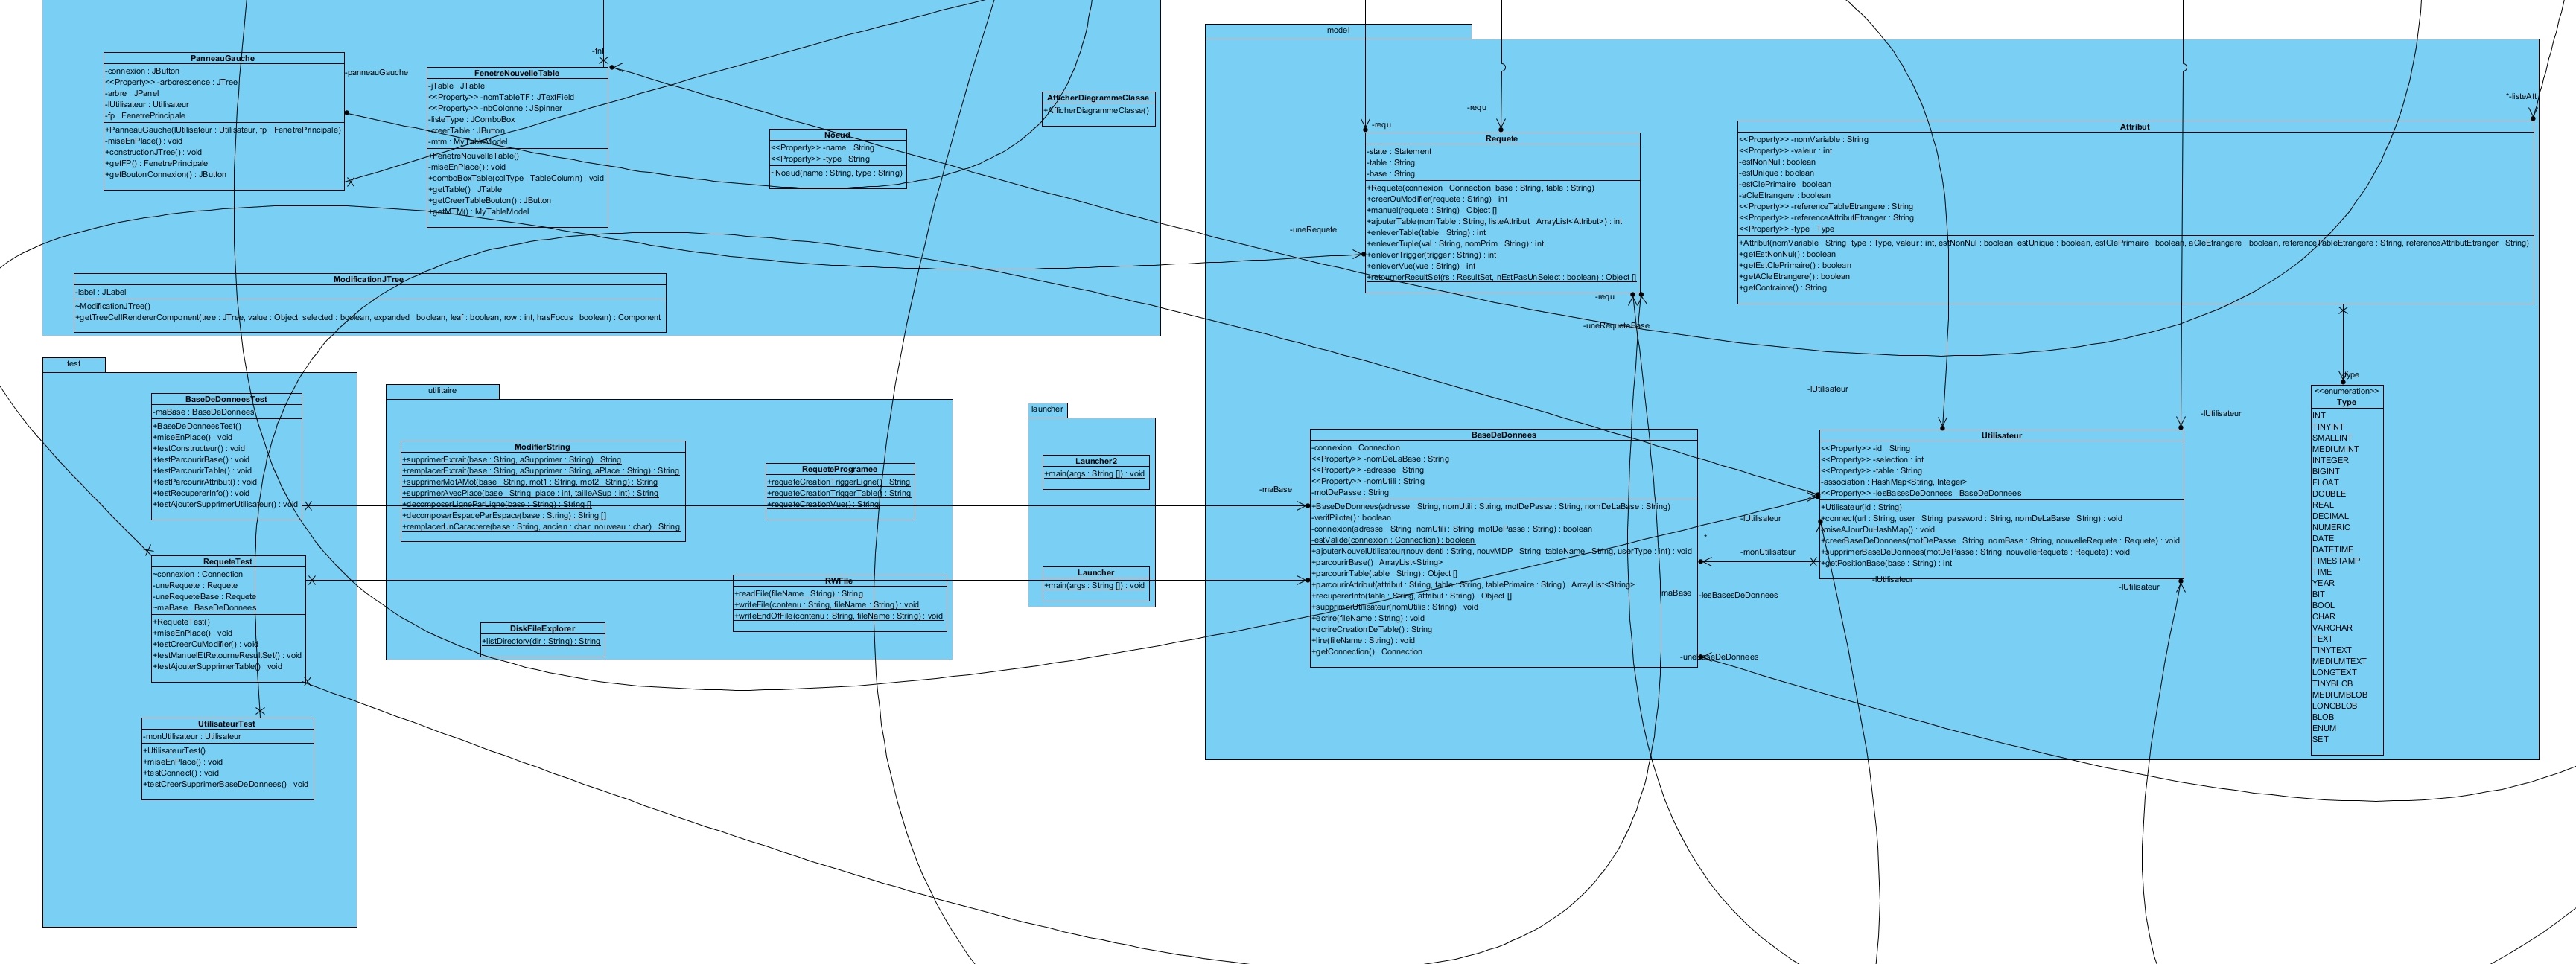 PanneauGauche
-connexion : JButton
<<Property>> -arborescence : JTree
-arbre : JPanel
-lUtilisateur : Utilisateur
-fp : FenetrePrincipale
+PanneauGauche(lUtilisateur : Utilisateur, fp : FenetrePrincipale)
-miseEnPlace() : void
+constructionJTree() : void
+getFP() : FenetrePrincipale
+getBoutonConnexion() : JButton
-panneauGauche
-fnt
FenetreNouvelleTable
-jTable : JTable
<<Property>> -nomTableTF : JTextField
<<Property>> -nbColonne : JSpinner
-listeType : JComboBox
-creerTable : JButton
-mtm : MyTableModel
+FenetreNouvelleTable()
-miseEnPlace() : void
+comboBoxTable(colType : TableColumn) : void
+getTable() : JTable
+getCreerTableBouton() : JButton
+getMTM() : MyTableModel
Noeud
<<Property>> -name : String
<<Property>> -type : String
~Noeud(name : String, type : String)
AfficherDiagrammeClasse
+AfficherDiagrammeClasse()
ModificationJTree
-label : JLabel
~ModificationJTree()
+getTreeCellRendererComponent(tree : JTree, value : Object, selected : boolean, expanded : boolean, leaf : boolean, row : int, hasFocus : boolean) : Component
test
BaseDeDonneesTest
-maBase : BaseDeDonnees
+BaseDeDonneesTest()
+miseEnPlace() : void
+testConstructeur() : void
+testParcourirBase() : void
+testParcourirTable() : void
+testParcourirAttribut() : void
+testRecupererInfo() : void
+testAjouterSupprimerUtilisateur() : void
RequeteTest
~connexion : Connection
-uneRequete : Requete
-uneRequeteBase : Requete
~maBase : BaseDeDonnees
+RequeteTest()
+miseEnPlace() : void
+testCreerOuModifier() : void
+testManuelEtRetourneResultSet() : void
+testAjouterSupprimerTable() : void
UtilisateurTest
-monUtilisateur : Utilisateur
+UtilisateurTest()
+miseEnPlace() : void
+testConnect() : void
+testCreerSupprimerBaseDeDonnees() : void
utilitaire
ModifierString
+supprimerExtrait(base : String, aSupprimer : String) : String
+remplacerExtrait(base : String, aSupprimer : String, aPlace : String) : String
+supprimerMotAMot(base : String, mot1 : String, mot2 : String) : String
+supprimerAvecPlace(base : String, place : int, tailleASup : int) : String
+decomposerLigneParLigne(base : String) : String []
+decomposerEspaceParEspace(base : String) : String []
+remplacerUnCaractere(base : String, ancien : char, nouveau : char) : String
RequeteProgramee
+requeteCreationTriggerLigne() : String
+requeteCreationTriggerTable() : String
+requeteCreationVue() : String
RWFile
+readFile(fileName : String) : String
+writeFile(contenu : String, fileName : String) : void
+writeEndOfFile(contenu : String, fileName : String) : void
DiskFileExplorer
+listDirectory(dir : String) : String
launcher
Launcher2
+main(args : String []) : void
Launcher
+main(args : String []) : void
model
-requ
-requ
-uneRequete
Requete
-state : Statement
-table : String
-base : String
+Requete(connexion : Connection, base : String, table : String)
+creerOuModifier(requete : String) : int
+manuel(requete : String) : Object []
+ajouterTable(nomTable : String, listeAttribut : ArrayList<Attribut>) : int
+enleverTable(table : String) : int
+enleverTuple(val : String, nomPrim : String) : int
+enleverTrigger(trigger : String) : int
+enleverVue(vue : String) : int
+retournerResultSet(rs : ResultSet, nEstPasUnSelect : boolean) : Object []
-requ
-uneRequeteBase
*-listeAtt
Attribut
<<Property>> -nomVariable : String
<<Property>> -valeur : int
-estNonNul : boolean
-estUnique : boolean
-estClePrimaire : boolean
-aCleEtrangere : boolean
<<Property>> -referenceTableEtrangere : String
<<Property>> -referenceAttributEtranger : String
<<Property>> -type : Type
+Attribut(nomVariable : String, type : Type, valeur : int, estNonNul : boolean, estUnique : boolean, estClePrimaire : boolean, aCleEtrangere : boolean, referenceTableEtrangere : String, referenceAttributEtranger : String)
+getEstNonNul() : boolean
+getEstClePrimaire() : boolean
+getACleEtrangere() : boolean
+getContrainte() : String
-type
<<enumeration>>
Type
INT
TINYINT
SMALLINT
MEDIUMINT
INTEGER
BIGINT
FLOAT
DOUBLE
REAL
DECIMAL
NUMERIC
DATE
DATETIME
TIMESTAMP
TIME
YEAR
BIT
BOOL
CHAR
VARCHAR
TEXT
TINYTEXT
MEDIUMTEXT
LONGTEXT
TINYBLOB
MEDIUMBLOB
LONGBLOB
BLOB
ENUM
SET
-maBase
BaseDeDonnees
-connexion : Connection
<<Property>> -nomDeLaBase : String
<<Property>> -adresse : String
<<Property>> -nomUtili : String
-motDePasse : String
+BaseDeDonnees(adresse : String, nomUtili : String, motDePasse : String, nomDeLaBase : String)
-verifPilote() : boolean
-connexion(adresse : String, nomUtili : String, motDePasse : String) : boolean
-estValide(connexion : Connection) : boolean
+ajouterNouvelUtilisateur(nouvIdenti : String, nouvMDP : String, tableName : String, userType : int) : void
+parcourirBase() : ArrayList<String>
+parcourirTable(table : String) : Object []
+parcourirAttribut(attribut : String, table : String, tablePrimaire : String) : ArrayList<String>
+recupererInfo(table : String, attribut : String) : Object []
+supprimerUtilisateur(nomUtilis : String) : void
+ecrire(fileName : String) : void
+ecrireCreationDeTable() : String
+lire(fileName : String) : void
+getConnection() : Connection
-lUtilisateur
-lUtilisateur
-lUtilisateur
*
-monUtilisateur
maBase
-lesBasesDeDonnees
-uneBaseDeDonnees
Utilisateur
<<Property>> -id : String
<<Property>> -selection : int
<<Property>> -table : String
-association : HashMap<String, Integer>
<<Property>> -lesBasesDeDonnees : BaseDeDonnees
+Utilisateur(id : String)
+connect(url : String, user : String, password : String, nomDeLaBase : String) : void
-miseAJourDuHashMap() : void
+creerBaseDeDonnees(motDePasse : String, nomBase : String, nouvelleRequete : Requete) : void
+supprimerBaseDeDonnees(motDePasse : String, nouvelleRequete : Requete) : void
+getPositionBase(base : String) : int
-lUtilisateur
-lUtilisateur